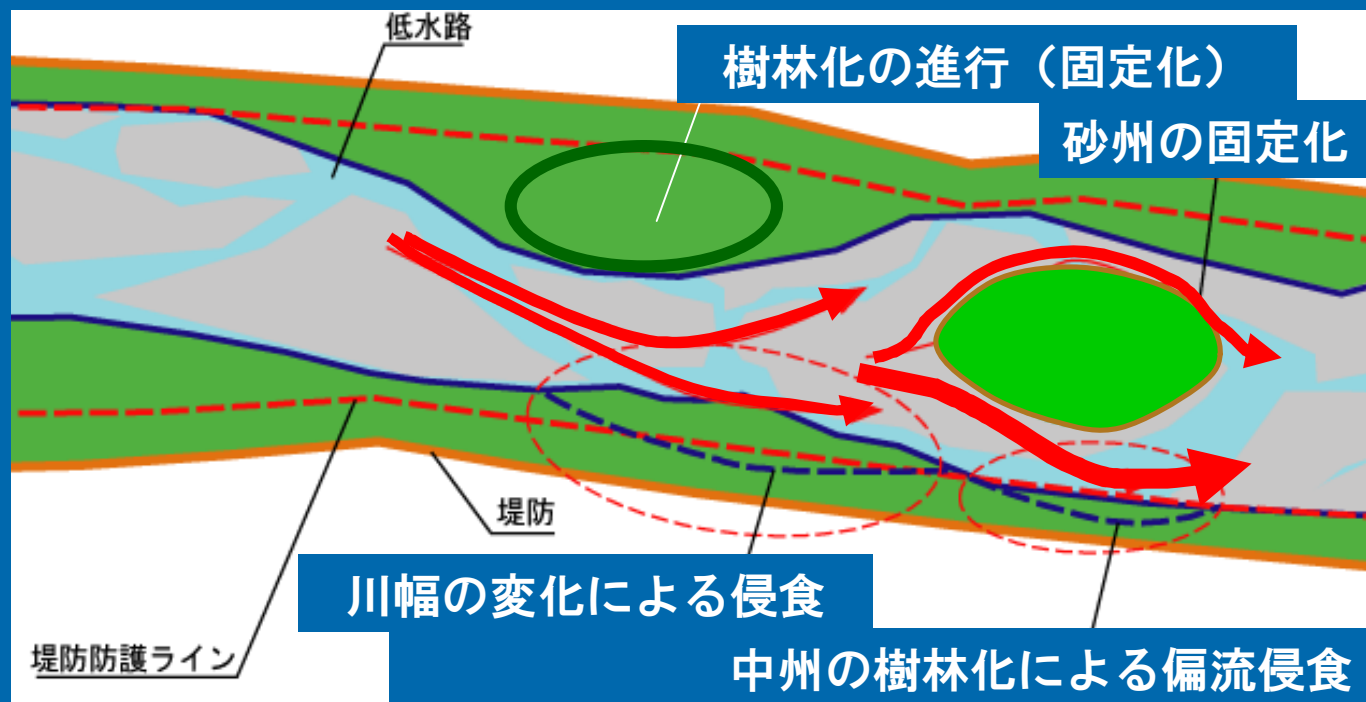 低水路
樹林化の進行（固定化）
砂州の固定化
堤防
川幅の変化による侵食
堤防防護ライン
中州の樹林化による偏流侵食